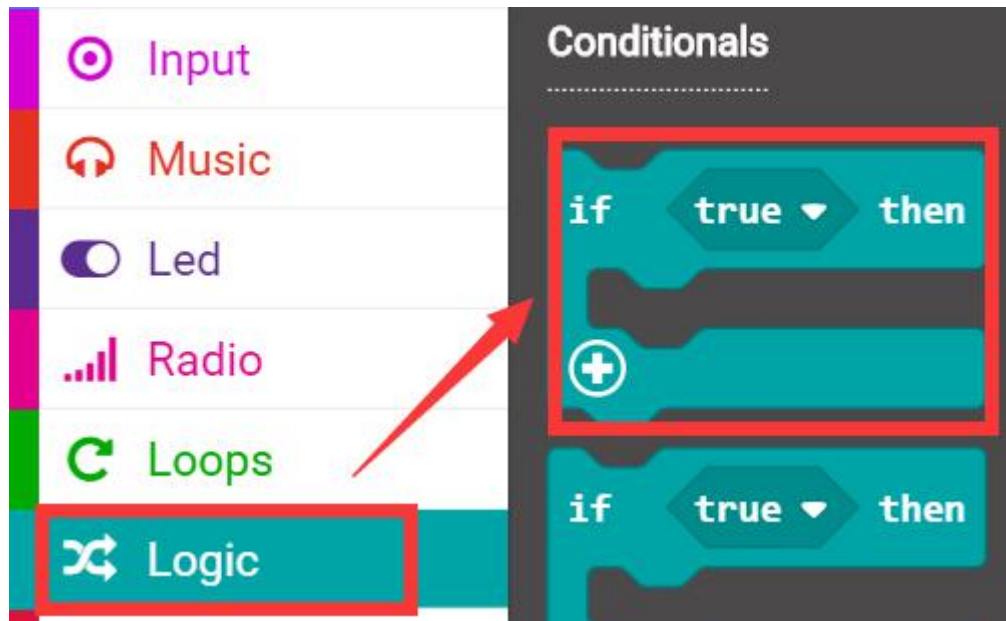 Input
Music
Led
Radio
Loops
Logic
Conditionals
if true then
if true then